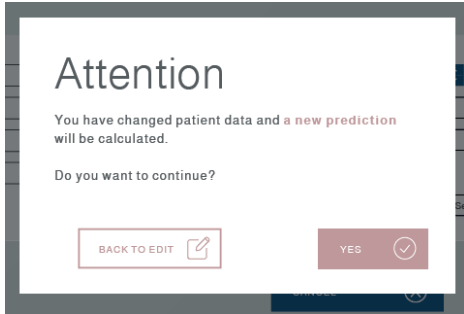 Attention
You have changed patient data and a new prediction
will be calculated.
Do you want to continue?
BACK TO EDIT
YES
CANCEL